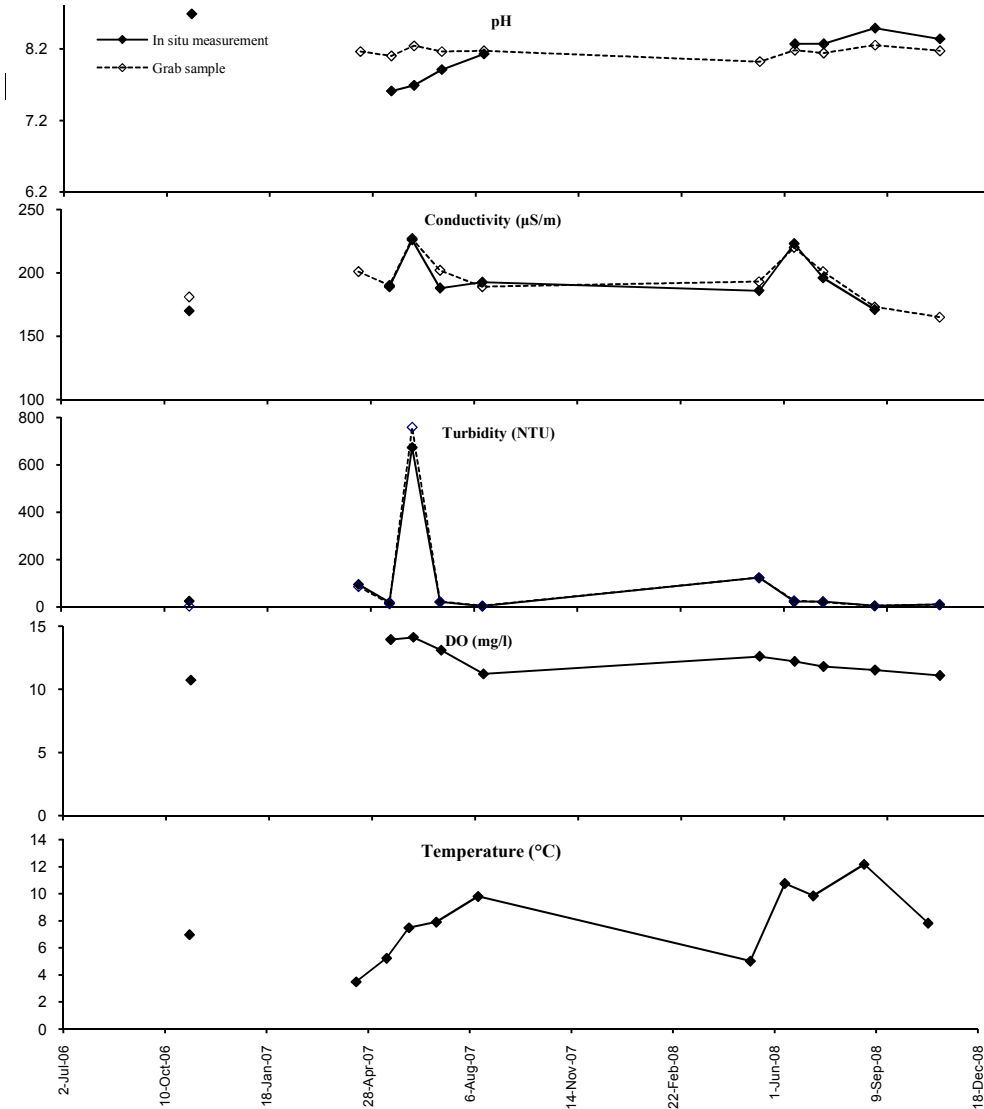 pH
In situ measurement
Grab sample
8.2
7.2
6.2
Conductivity (µS/m)
250
200
150
100
Turbidity (NTU)
800
600
400
200
0
DO (mg/l)
15
10
5
0
Temperature (°C)
14
12
10
8
6
4
2
0
2-Jul-06
10-Oct-06
18-Jan-07
28-Apr-07
6-Aug-07
14-Nov-07
22-Feb-08
1-Jun-08
9-Sep-08
18-Dec-08